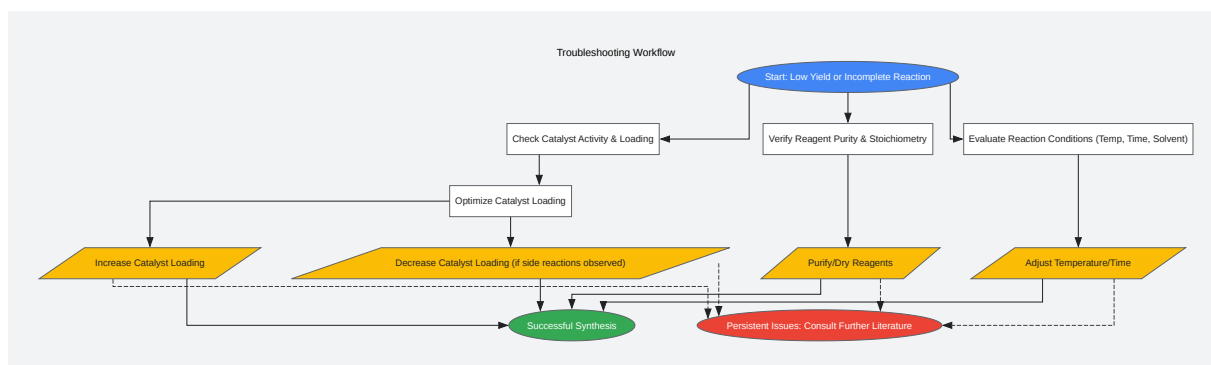 Troubleshooting Workflow
Start: Low Yield or Incomplete Reaction
Check Catalyst Activity & Loading
Verify Reagent Purity & Stoichiometry
Evaluate Reaction Conditions (Temp, Time, Solvent)
Optimize Catalyst Loading
Increase Catalyst Loading
Decrease Catalyst Loading (if side reactions observed)
Purify/Dry Reagents
Adjust Temperature/Time
Successful Synthesis
Persistent Issues: Consult Further Literature